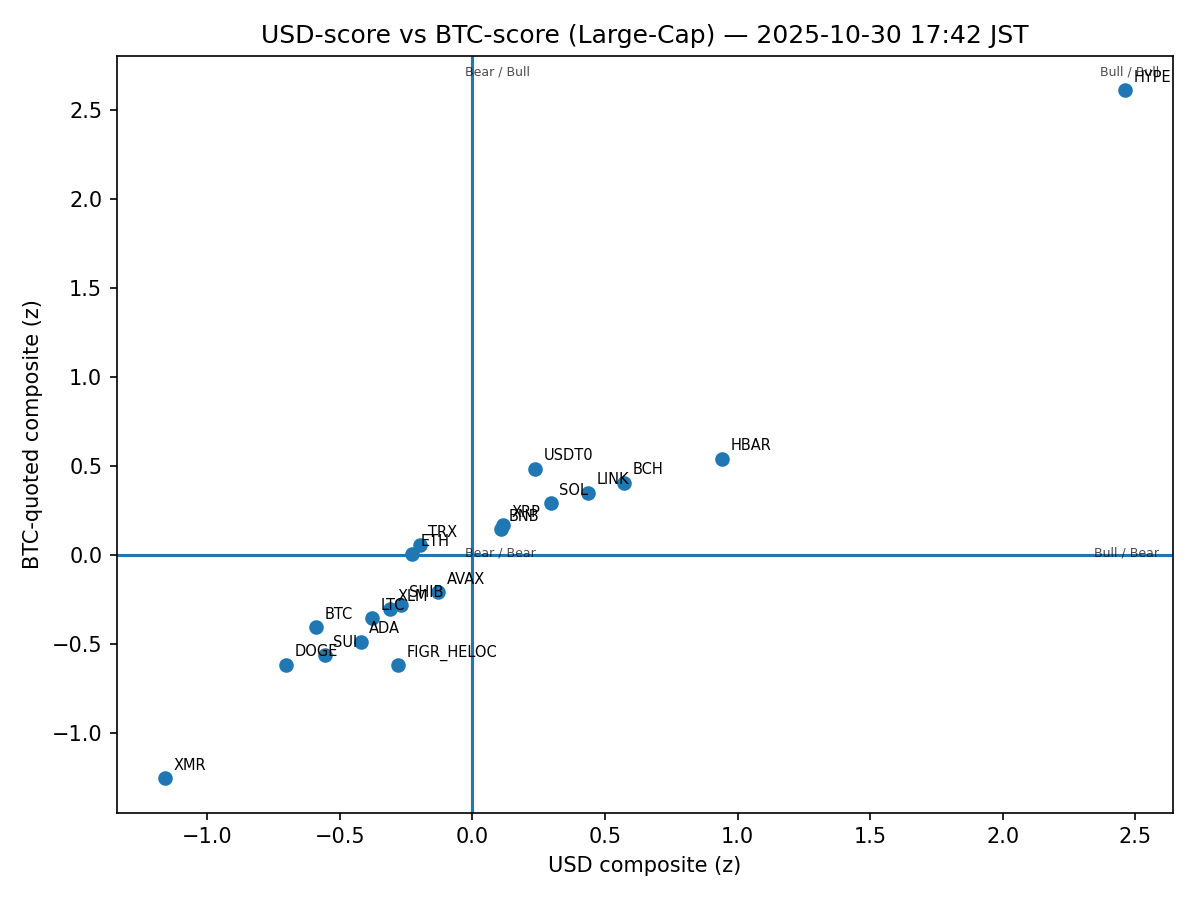 USD-score vs BTC-score (Large-Cap) — 2025-10-30 17:42 JST
Bear / Bull
Bull / Bull
HYPE
2.5
2.0
1.5
1.0
0.5
0.0
−0.5
−1.0
BTC-quoted composite (z)
HBAR
USDT0
BCH
LINK
SOL
XRP
BNB
TRX
ETH
Bear / Bear
Bull / Bear
AVAX
SHIB
XLM
LTC
BTC
ADA
SUI
DOGE
FIGR_HELOC
XMR
−1.0
−0.5
0.0
0.5
1.0
1.5
2.0
2.5
USD composite (z)